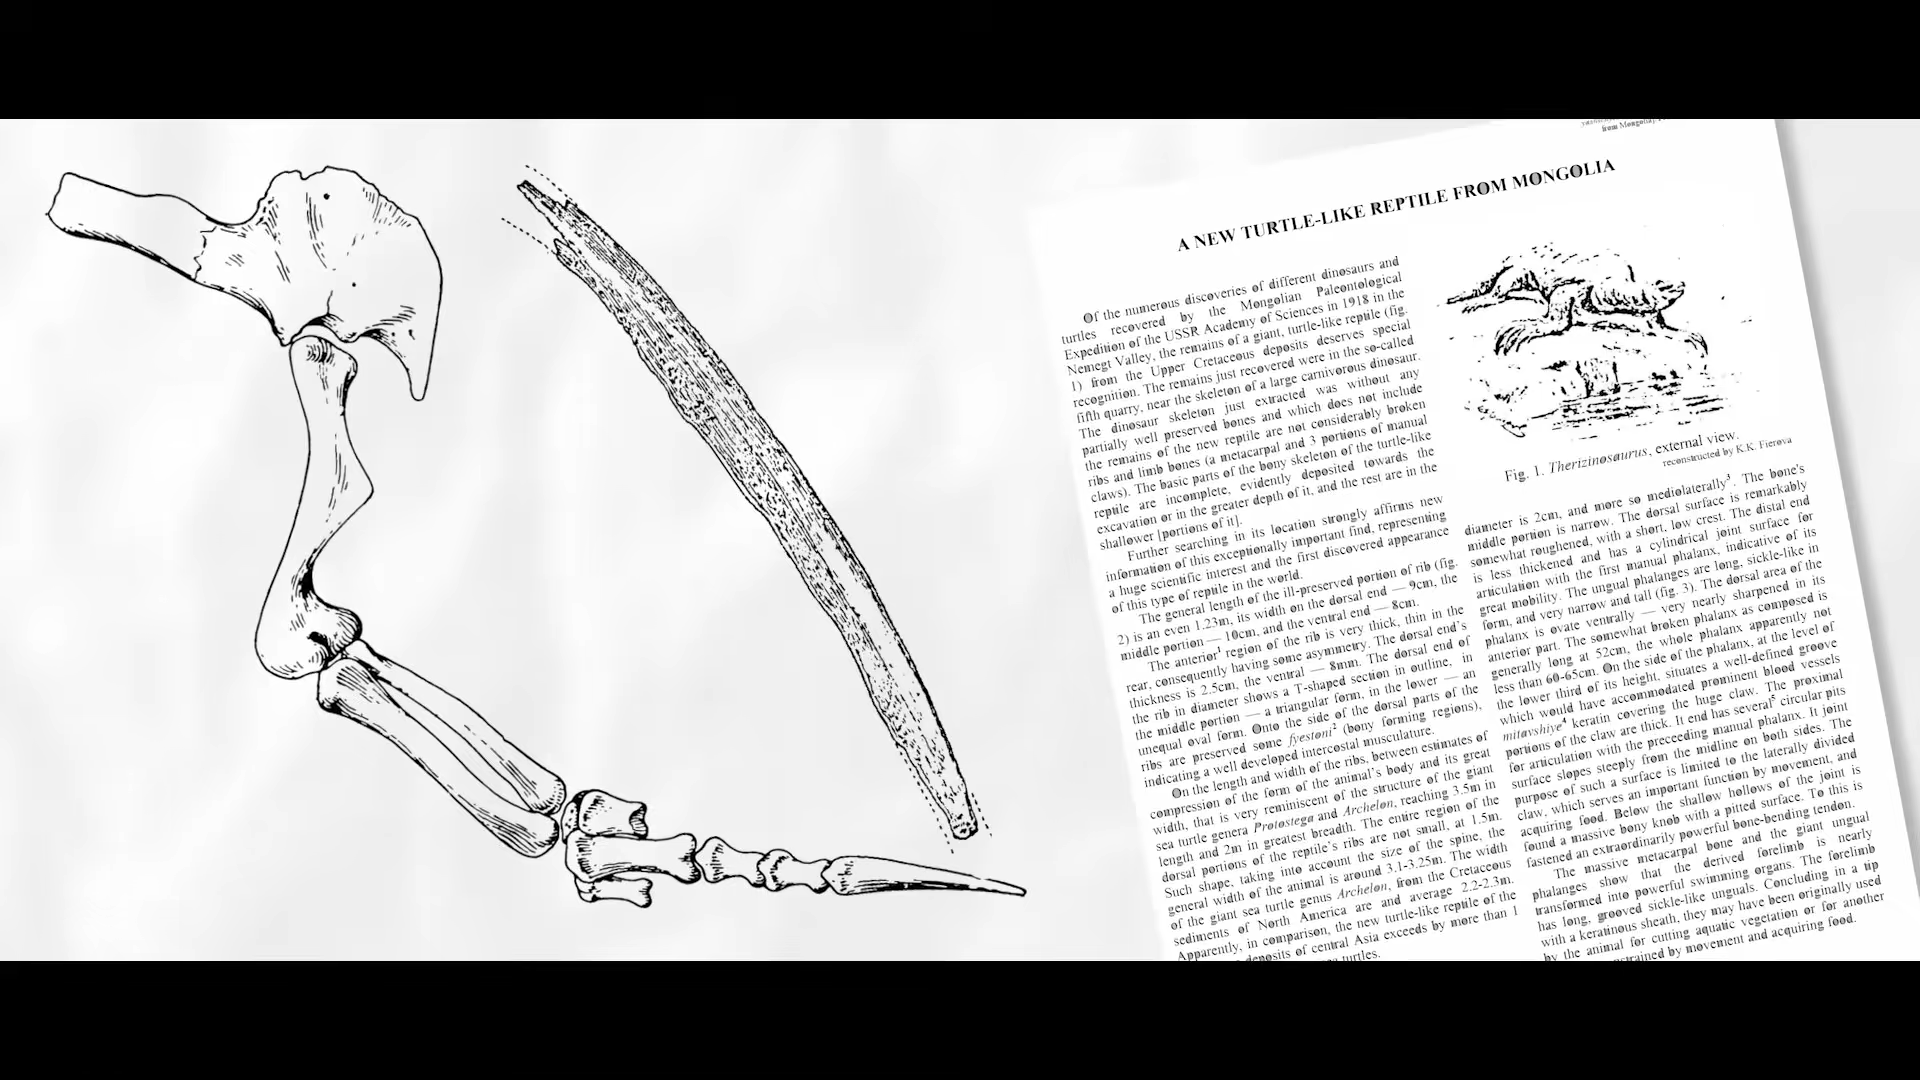 from Mongolia].
A NEW TURTLE-LIKE REPTILE FROM MONGOLIA
Of the numerous discoveries of different dinosaurs and
turtles recovered by the Mongolian Paleontological
Expedition of the USSR Academy of Sciences in 1918 in the
Nemegt Valley, the remains of a giant, turtle-like reptile (fig.
1) from the Upper Cretaceous deposits deserves special
recognition. The remains just recovered were in the so-called
fifth quarry, near the skeleton of a large carnivorous dinosaur.
The dinosaur skeleton just extracted was without any
partially well preserved bones and which does not include
the remains of the new reptile are not considerably broken
ribs and limb bones (a metacarpal and 3 portions of manual
claws). The basic parts of the bony skeleton of the turtle-like
reptile are incomplete, evidently deposited towards the
excavation or in the greater depth of it, and the rest are in the
shallower [portions of it].
Further searching in its location strongly affirms new
information of this exceptionally important find, representing
a huge scientific interest and the first discovered appearance
of this type of reptile in the world.
The general length of the ill-preserved portion of rib (fig.
2) is an even 1.23m, its width on the dorsal end — 9cm, the
middle portion — 10cm, and the ventral end — 8cm.
The anterior¹ region of the rib is very thick, thin in the
rear, consequently having some asymmetry. The dorsal end's
thickness is 2.5cm, the ventral — 8mm. The dorsal end of
the rib in diameter shows a T-shaped section in outline, in
the middle portion — a triangular form, in the lower — an
unequal oval form. Onto the side of the dorsal parts of the
ribs are preserved some fyestoni² (bony forming regions),
indicating a well developed intercostal musculature.
On the length and width of the ribs, between estimates of
compression of the form of the animal's body and its great
width, that is very reminiscent of the structure of the giant
sea turtle genera Protostega and Archelon, reaching 3.5m in
length and 2m in greatest breadth. The entire region of the
dorsal portions of the reptile's ribs are not small, at 1.5m.
Such shape, taking into account the size of the spine, the
general width of the animal is around 3.1-3.25m. The width
of the giant sea turtle genus Archelon, from the Cretaceous
sediments of North America are and average 2.2-2.3m.
Apparently, in comparison, the new turtle-like reptile of the
deposits of central Asia exceeds by more than 1
turtles.
Fig. 1. Therizinosaurus, external view.
reconstructed by K.K. Fierova
diameter is 2cm, and more so mediolaterally³. The bone's
middle portion is narrow. The dorsal surface is remarkably
somewhat roughened, with a short, low crest. The distal end
is less thickened and has a cylindrical joint surface for
articulation with the first manual phalanx, indicative of its
great mobility. The ungual phalanges are long, sickle-like in
form, and very narrow and tall (fig. 3). The dorsal area of the
phalanx is ovate ventrally — very nearly sharpened in its
anterior part. The somewhat broken phalanx as composed is
generally long at 52cm, the whole phalanx apparently not
less than 60-65cm. On the side of the phalanx, at the level of
the lower third of its height, situates a well-defined groove
which would have accommodated prominent blood vessels
mitavshiye⁴ keratin covering the huge claw. The proximal
portions of the claw are thick. It end has several⁵ circular pits
for articulation with the preceeding manual phalanx. It joint
surface slopes steeply from the midline on both sides. The
purpose of such a surface is limited to the laterally divided
claw, which serves an important function by movement, and
acquiring food. Below the shallow hollows of the joint is
found a massive bony knob with a pitted surface. To this is
fastened an extraordinarily powerful bone-bending tendon.
The massive metacarpal bone and the giant ungual
phalanges show that the derived forelimb is nearly
transformed into powerful swimming organs. The forelimb
has long, grooved sickle-like unguals. Concluding in a tip
with a keratinous sheath, they may have been originally used
by the animal for cutting aquatic vegetation or for another
constrained by movement and acquiring food.